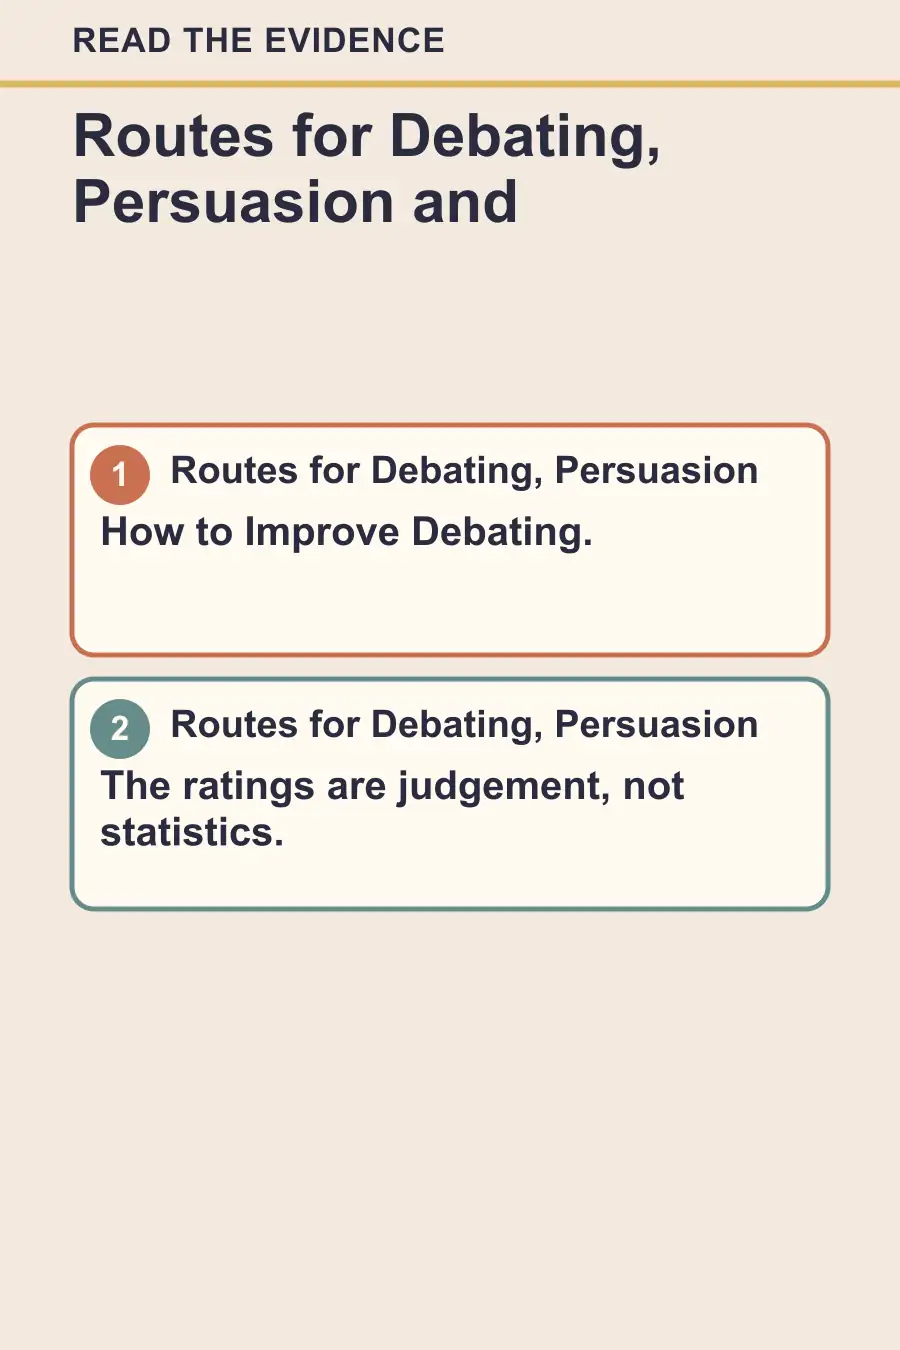 READ THE EVIDENCE
Routes for Debating,
Persuasion and
1 Routes for Debating, Persuasion
How to Improve Debating.
2 Routes for Debating, Persuasion
The ratings are judgement, not
statistics.